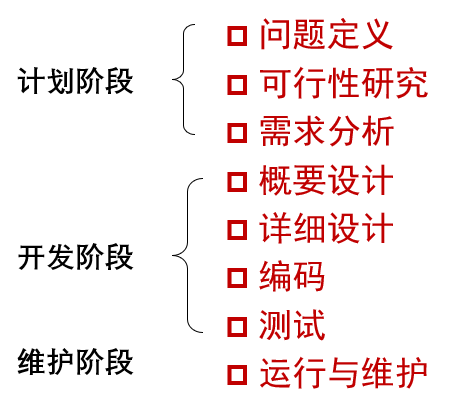 计划阶段
问题定义
可行性研究
需求分析
开发阶段
概要设计
详细设计
编码
测试
维护阶段
运行与维护